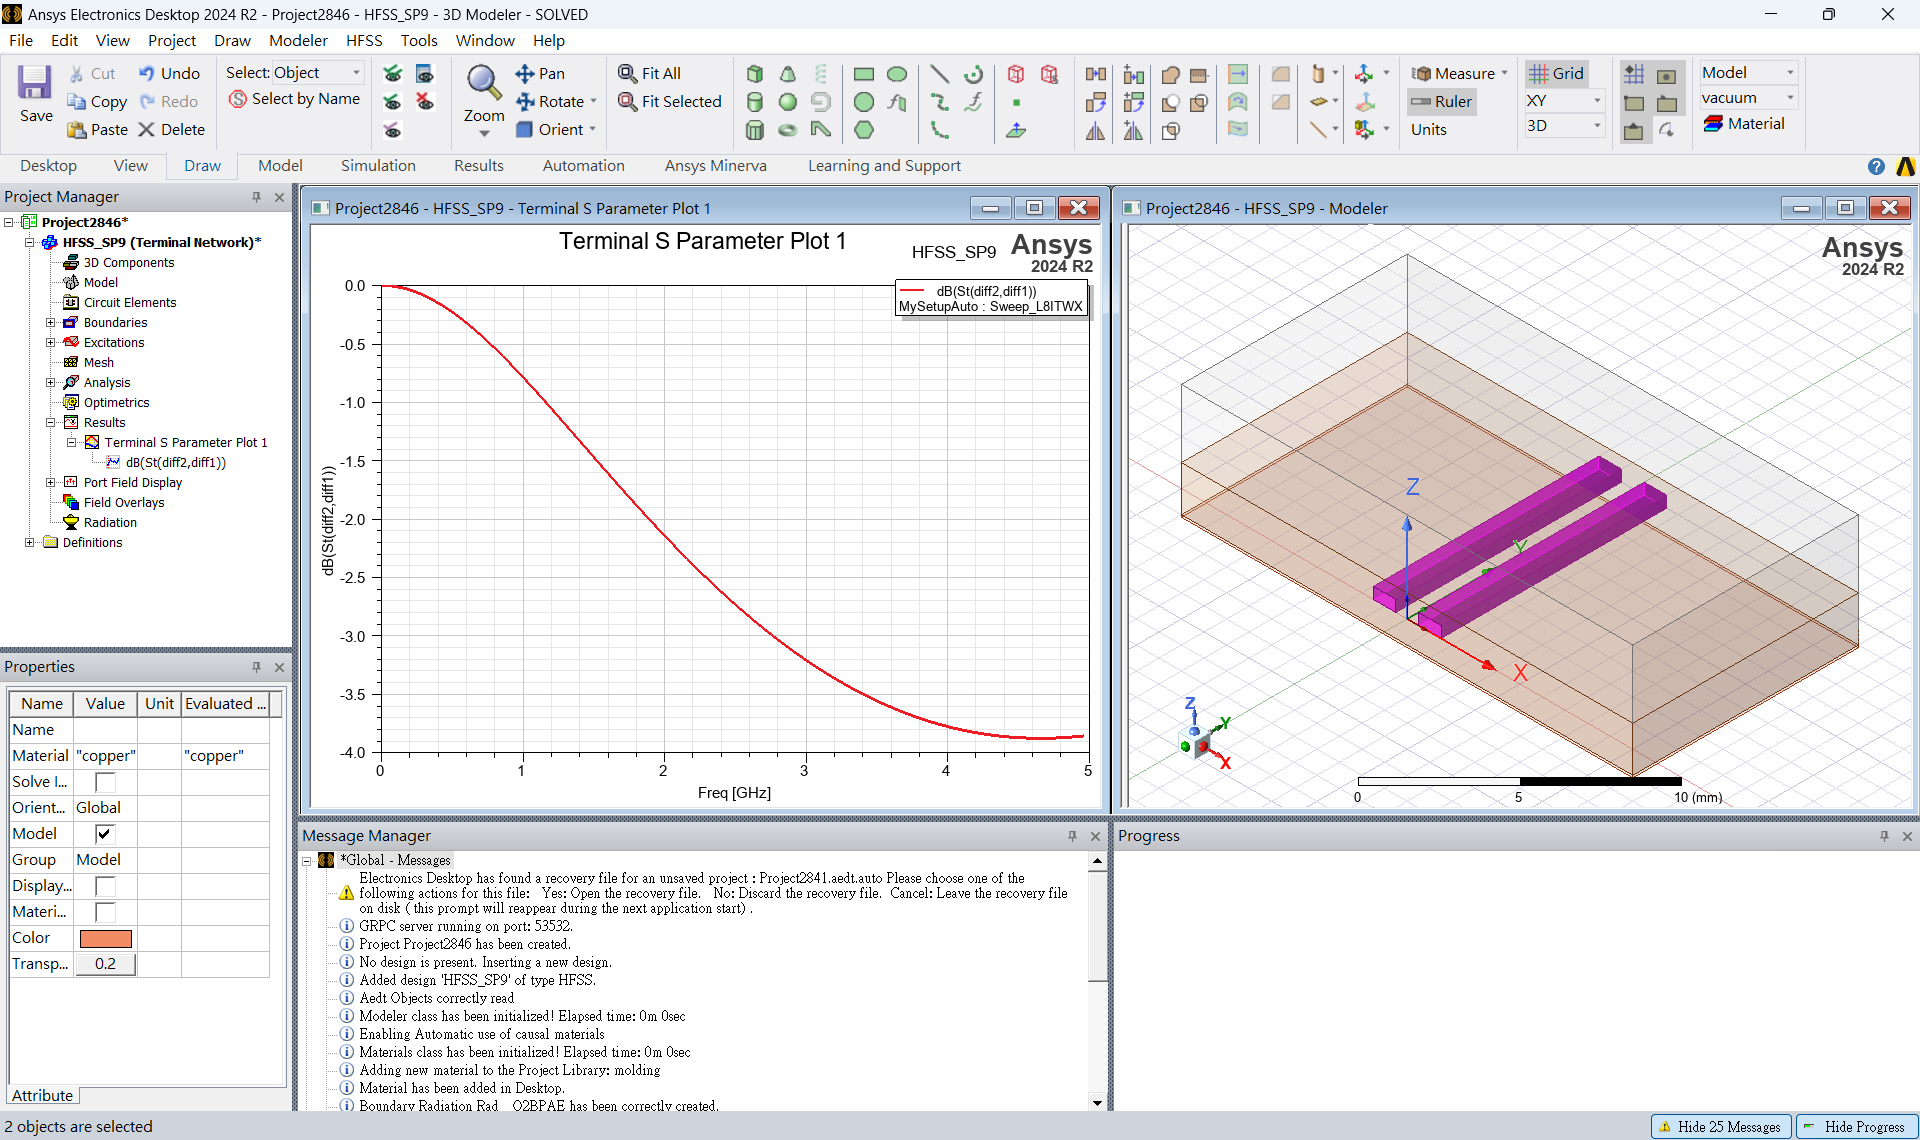 Ansys Electronics Desktop 2024 R2 - Project2846 - HFSS_SP9 - 3D Modeler - SOLVED
File Edit View Project Draw Modeler HFSS Tools Window Help
Save
Cut
Copy
Paste
Undo
Redo
Delete
Select: Object
Select by Name
Zoom
Pan
Rotate
Orient
Fit All
Fit Selected
Measure
Ruler
Units
Grid
XY
3D
Model
vacuum
Material
Desktop View Draw Model Simulation Results Automation Ansys Minerva Learning and Support
Project Manager
Project2846*
HFSS_SP9 (Terminal Network)*
3D Components
Model
Circuit Elements
Boundaries
Excitations
Mesh
Analysis
Optimetrics
Results
Terminal S Parameter Plot 1
dB(St(diff2,diff1))
Port Field Display
Field Overlays
Radiation
Definitions
Properties
Name Value Unit Evaluated ...
Name
Material "copper" "copper"
Solve I...
Orient... Global
Model
Group Model
Display...
Materi...
Color
Transp... 0.2
Attribute
Project2846 - HFSS_SP9 - Terminal S Parameter Plot 1
Terminal S Parameter Plot 1
HFSS_SP9
Ansys
2024 R2
dB(St(diff2,diff1))
MySetupAuto : Sweep_L8ITWX
dB(St(diff2,diff1))
0.0
-0.5
-1.0
-1.5
-2.0
-2.5
-3.0
-3.5
-4.0
0 1 2 3 4 5
Freq [GHz]
Project2846 - HFSS_SP9 - Modeler
Ansys
2024 R2
Z
Y
X
Z
Y
X
0 5 10 (mm)
Message Manager
*Global - Messages
Electronics Desktop has found a recovery file for an unsaved project : Project2841.aedt.auto Please choose one of the
following actions for this file: Yes: Open the recovery file. No: Discard the recovery file. Cancel: Leave the recovery file
on disk ( this prompt will reappear during the next application start) .
GRPC server running on port: 53532.
Project Project2846 has been created.
No design is present. Inserting a new design.
Added design 'HFSS_SP9' of type HFSS.
Aedt Objects correctly read
Modeler class has been initialized! Elapsed time: 0m 0sec
Enabling Automatic use of causal materials
Materials class has been initialized! Elapsed time: 0m 0sec
Adding new material to the Project Library: molding
Material has been added in Desktop.
Boundary Radiation Rad_O2BPAE has been correctly created.
Progress
2 objects are selected
Hide 25 Messages
Hide Progress